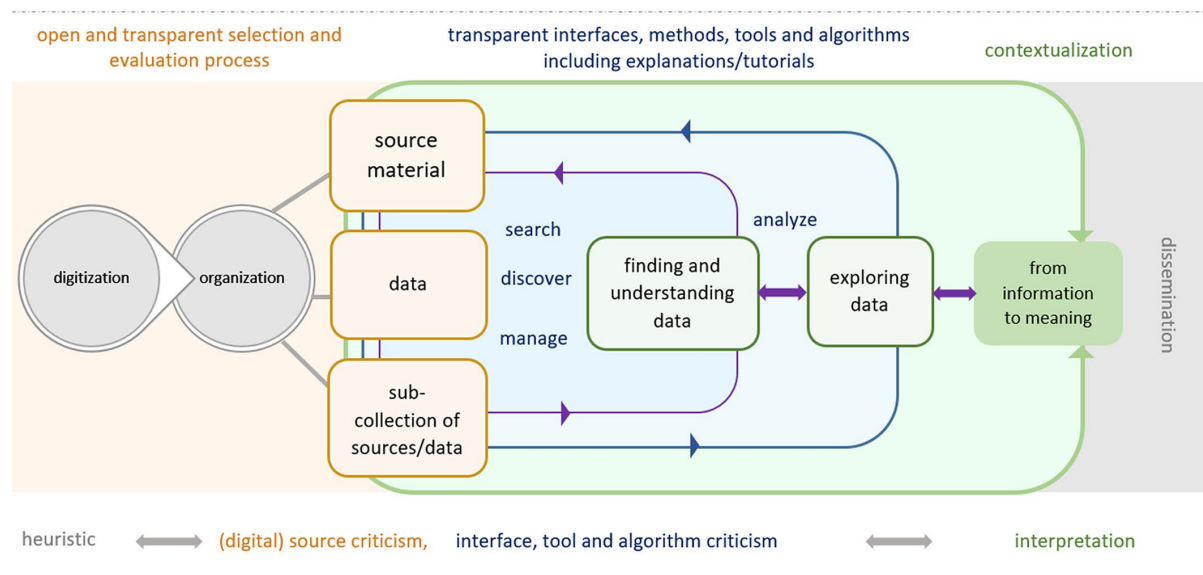 open and transparent selection and
evaluation process
transparent interfaces, methods, tools and algorithms
including explanations/tutorials
contextualization
source
material
search
analyze
digitization
organization
data
discover
finding and
understanding
data
exploring
data
from
information
to meaning
dissemination
manage
sub-
collection of
sources/data
heuristic
(digital) source criticism,
interface, tool and algorithm criticism
interpretation